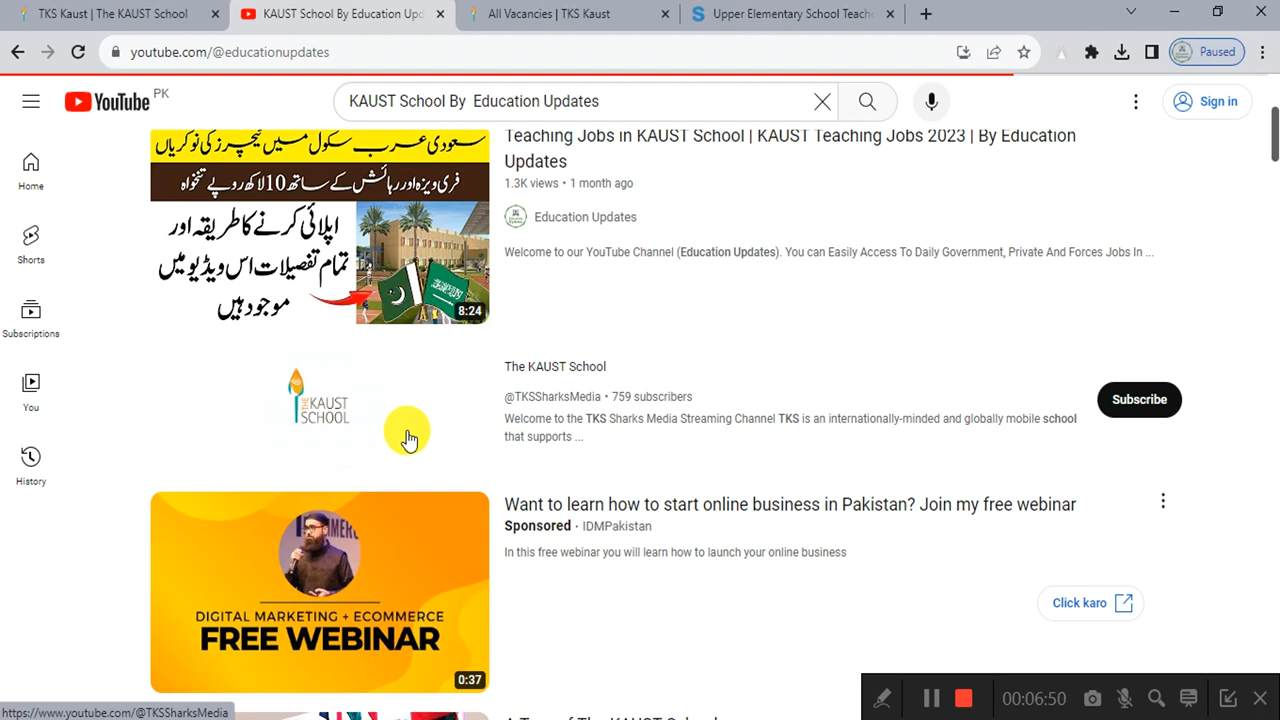 TKS Kaust | The KAUST School
KAUST School By Education Upd
All Vacancies | TKS Kaust
Upper Elementary School Teache
youtube.com/@educationupdates
Paused
YouTube PK
KAUST School By Education Updates
Sign in
Home
Shorts
Subscriptions
You
History
سعودی عرب سکول میں ٹیچرز کی نوکریاں
فری ویزہ اور رہائش کے ساتھ 10 لاکھ روپے تنخواہ
اپلائی کرنے کا طریقہ اور
تمام تفصیلات اس ویڈیو میں
موجود ہیں
8:24
Teaching Jobs in KAUST School | KAUST Teaching Jobs 2023 | By Education
Updates
1.3K views • 1 month ago
Education Updates
Welcome to our YouTube Channel (Education Updates). You can Easily Access To Daily Government, Private And Forces Jobs In ...
THE KAUST
SCHOOL
The KAUST School
@TKSSharksMedia • 759 subscribers
Welcome to the TKS Sharks Media Streaming Channel TKS is an internationally-minded and globally mobile school
that supports ...
Subscribe
DIGITAL MARKETING + ECOMMERCE
FREE WEBINAR
0:37
Want to learn how to start online business in Pakistan? Join my free webinar
Sponsored · IDMPakistan
In this free webinar you will learn how to launch your online business
Click karo
https://www.youtube.com/@TKSSharksMedia
00:06:50